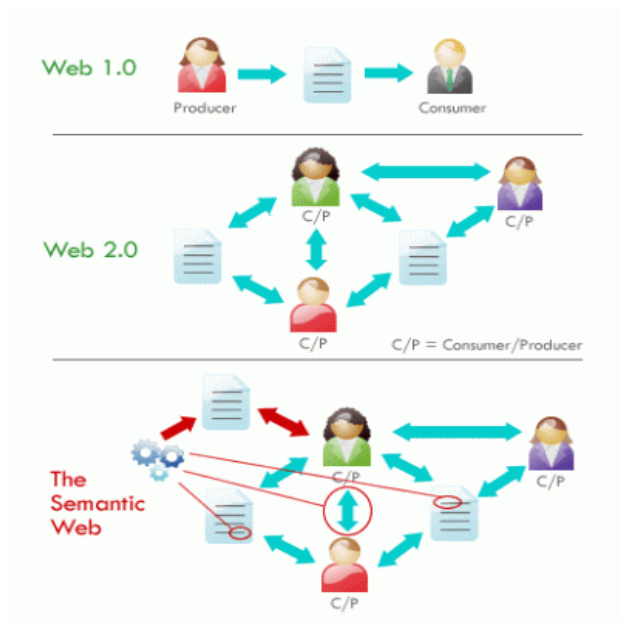 Web 1.0
Producer
Consumer
C/P
C/P
Web 2.0
C/P
C/P = Consumer/Producer
C/P
C/P
The
Semantic
Web
C/P